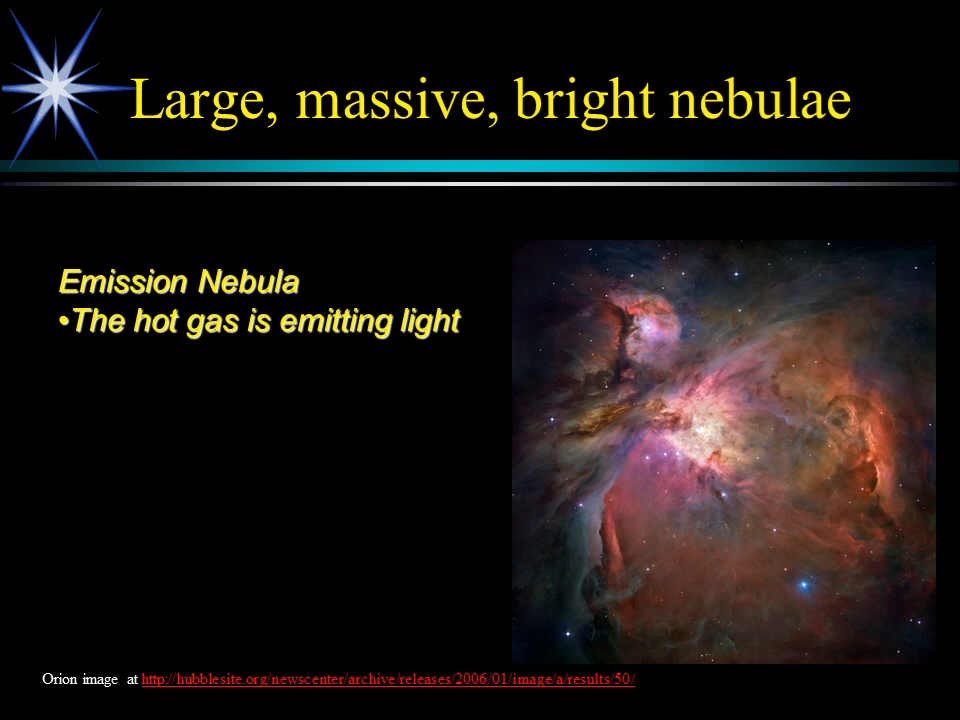 Large, massive, bright nebulae
Emission Nebula
•The hot gas is emitting light
Orion image at http://hubblesite.org/newscenter/archive/releases/2006/01/image/a/results/50/